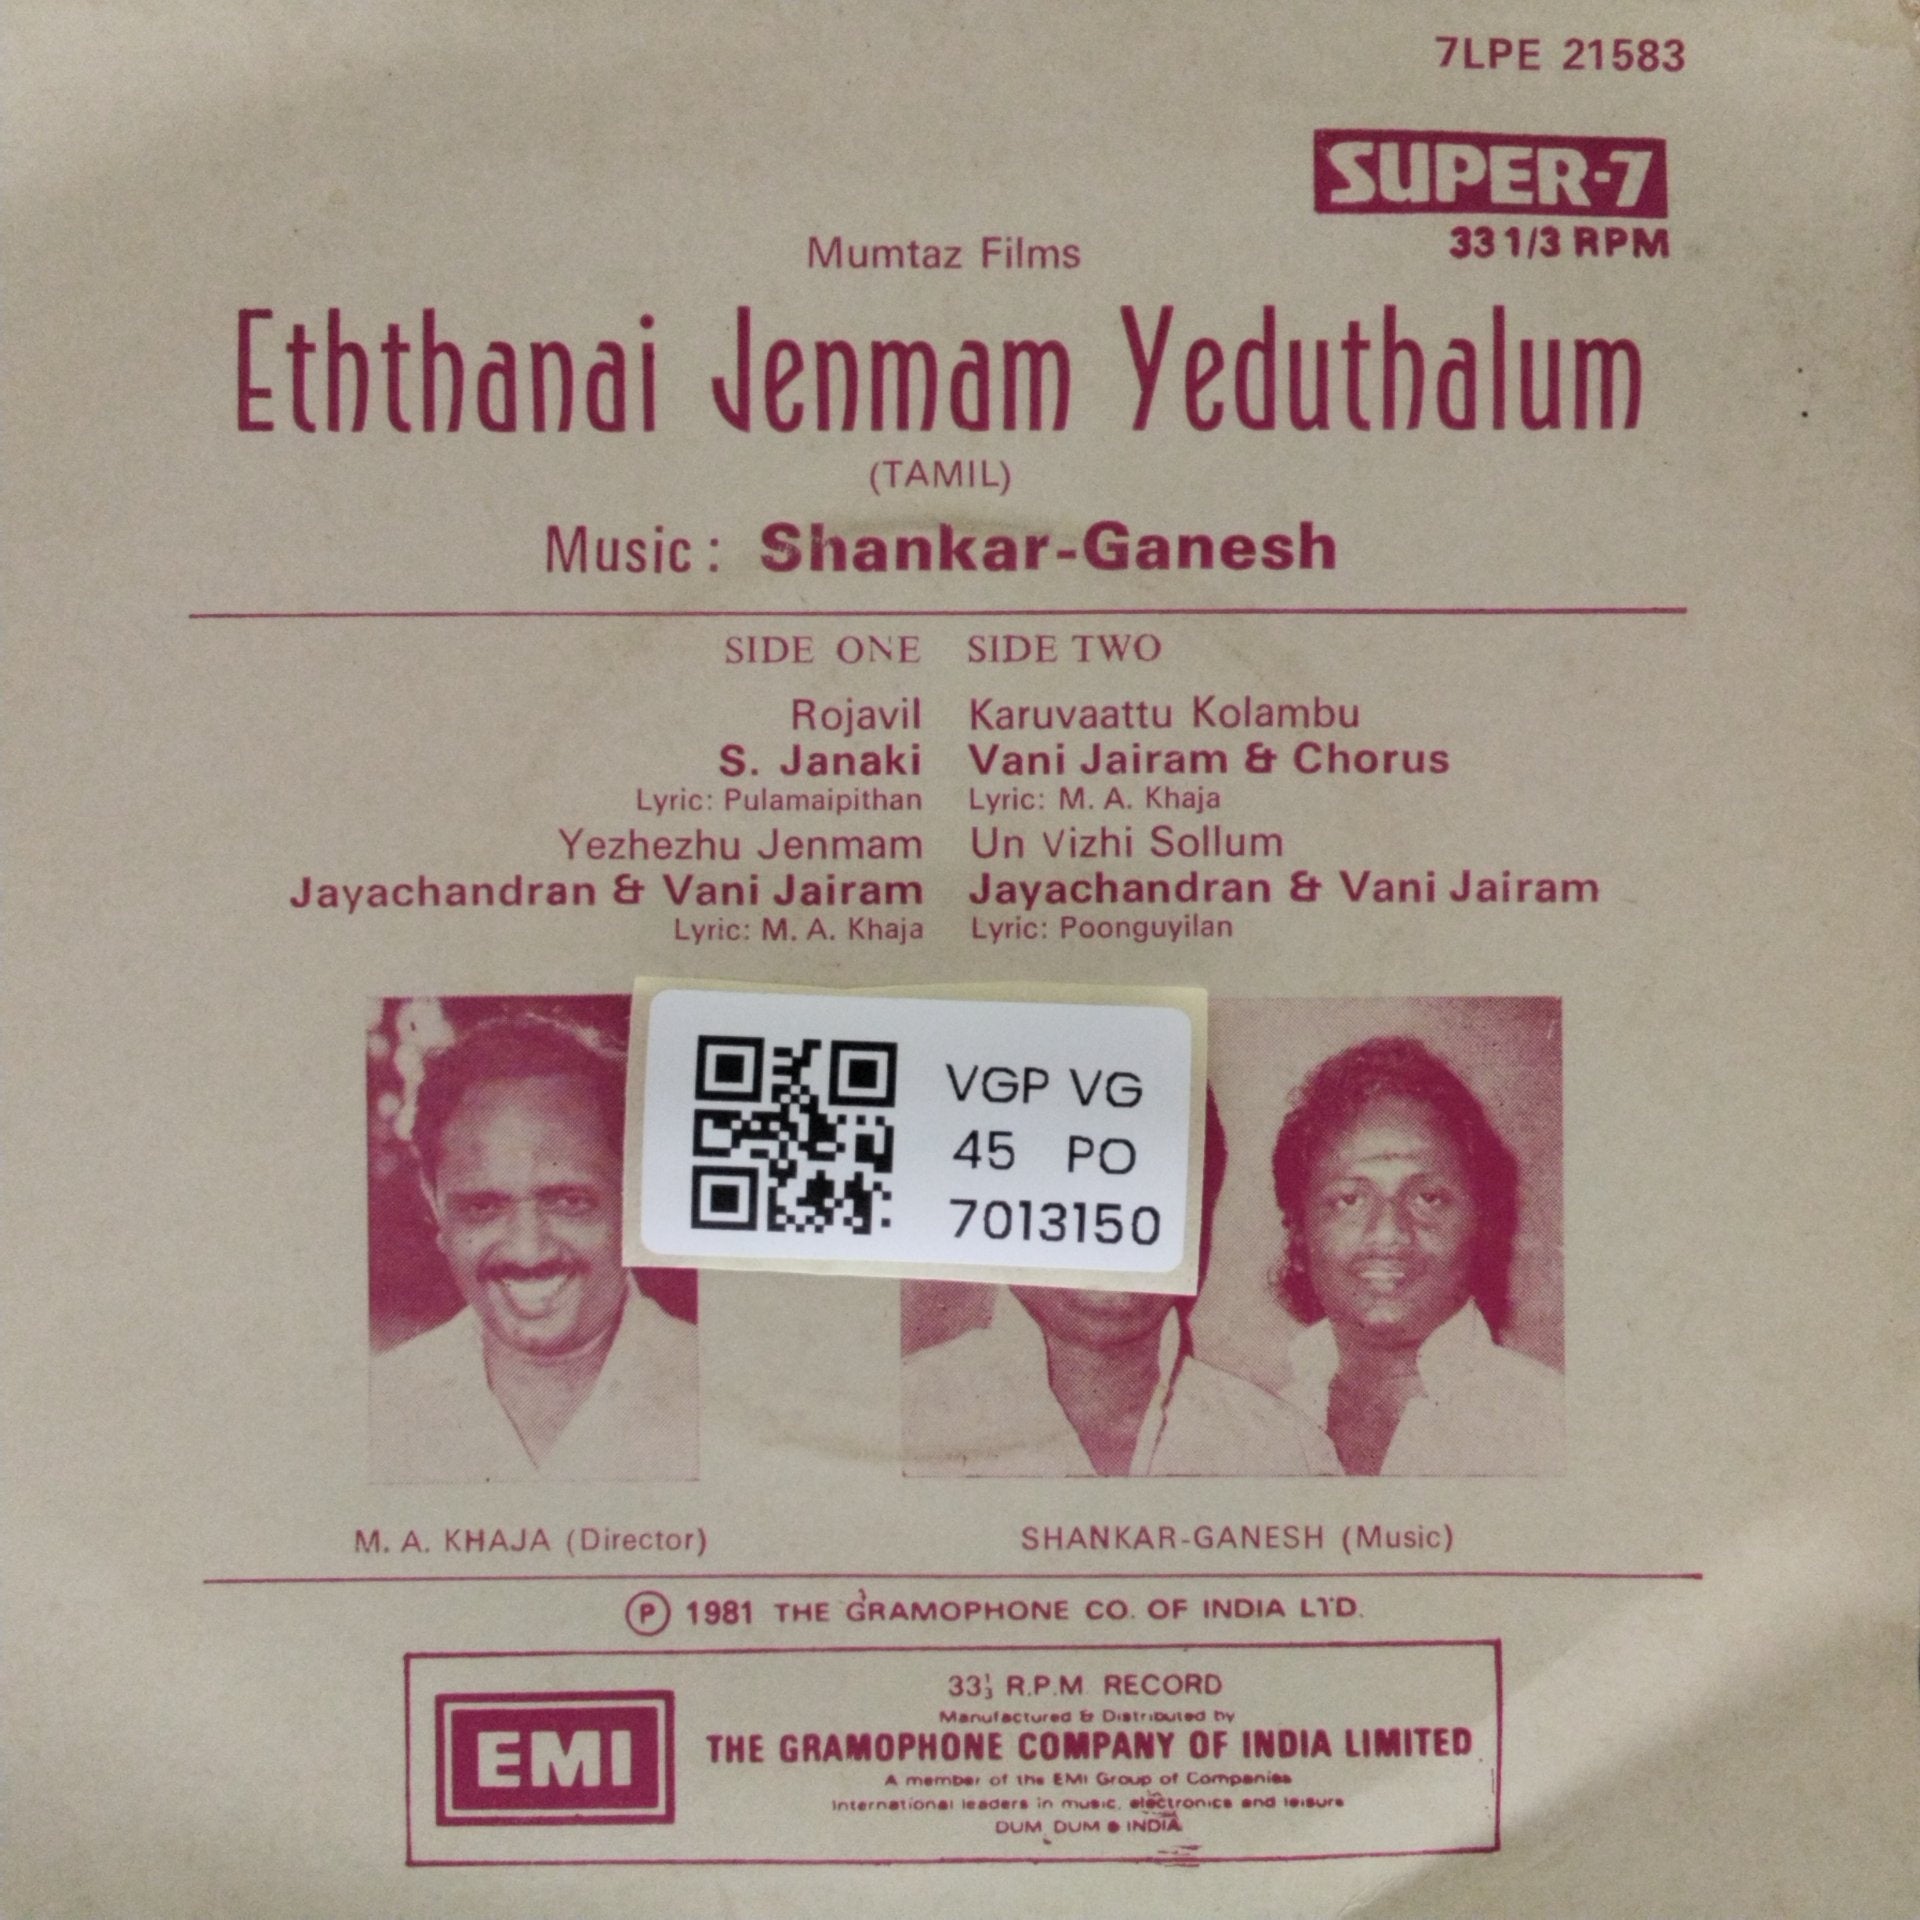 7LPE 21583
SUPER-7
33 1/3 RPM
Mumtaz Films
Eththanai Jenmam Yeduthalum
(TAMIL)
Music: Shankar-Ganesh
SIDE ONE
Rojavil
S. Janaki
Lyric: Pulamaipithan
Yezhezhu Jenmam
Jayachandran & Vani Jairam
Lyric: M. A. Khaja
SIDE TWO
Karuvaattu Kolambu
Vani Jairam & Chorus
Lyric: M. A. Khaja
Un Vizhi Sollum
Jayachandran & Vani Jairam
Lyric: Poonguyilan
VGP VG
45 PO
7013150
M. A. KHAJA (Director)
SHANKAR-GANESH (Music)
Ⓟ 1981 THE GRAMOPHONE CO. OF INDIA LTD.
EMI
33⅓ R.P.M. RECORD
Manufactured & Distributed by
THE GRAMOPHONE COMPANY OF INDIA LIMITED
A member of the EMI Group of Companies
International leaders in music, electronics and leisure
DUM DUM ● INDIA